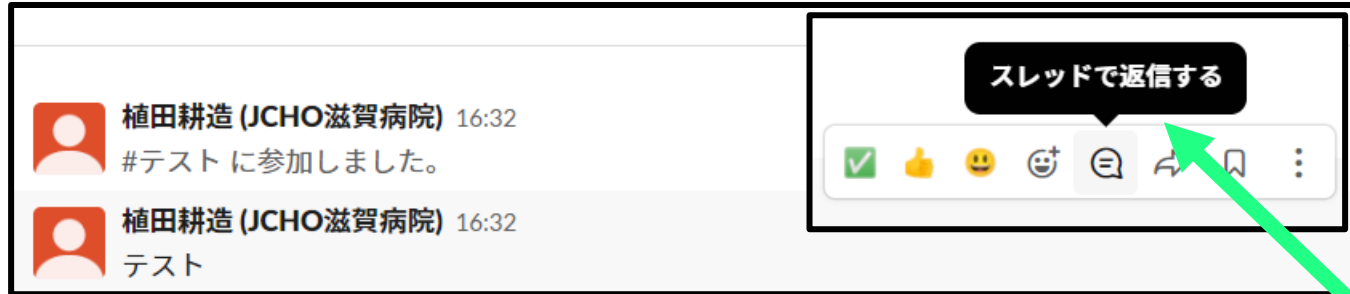 スレッドで返信する
植田耕造 (JCHO滋賀病院) 16:32
#テスト に参加しました。
植田耕造 (JCHO滋賀病院) 16:32
テスト